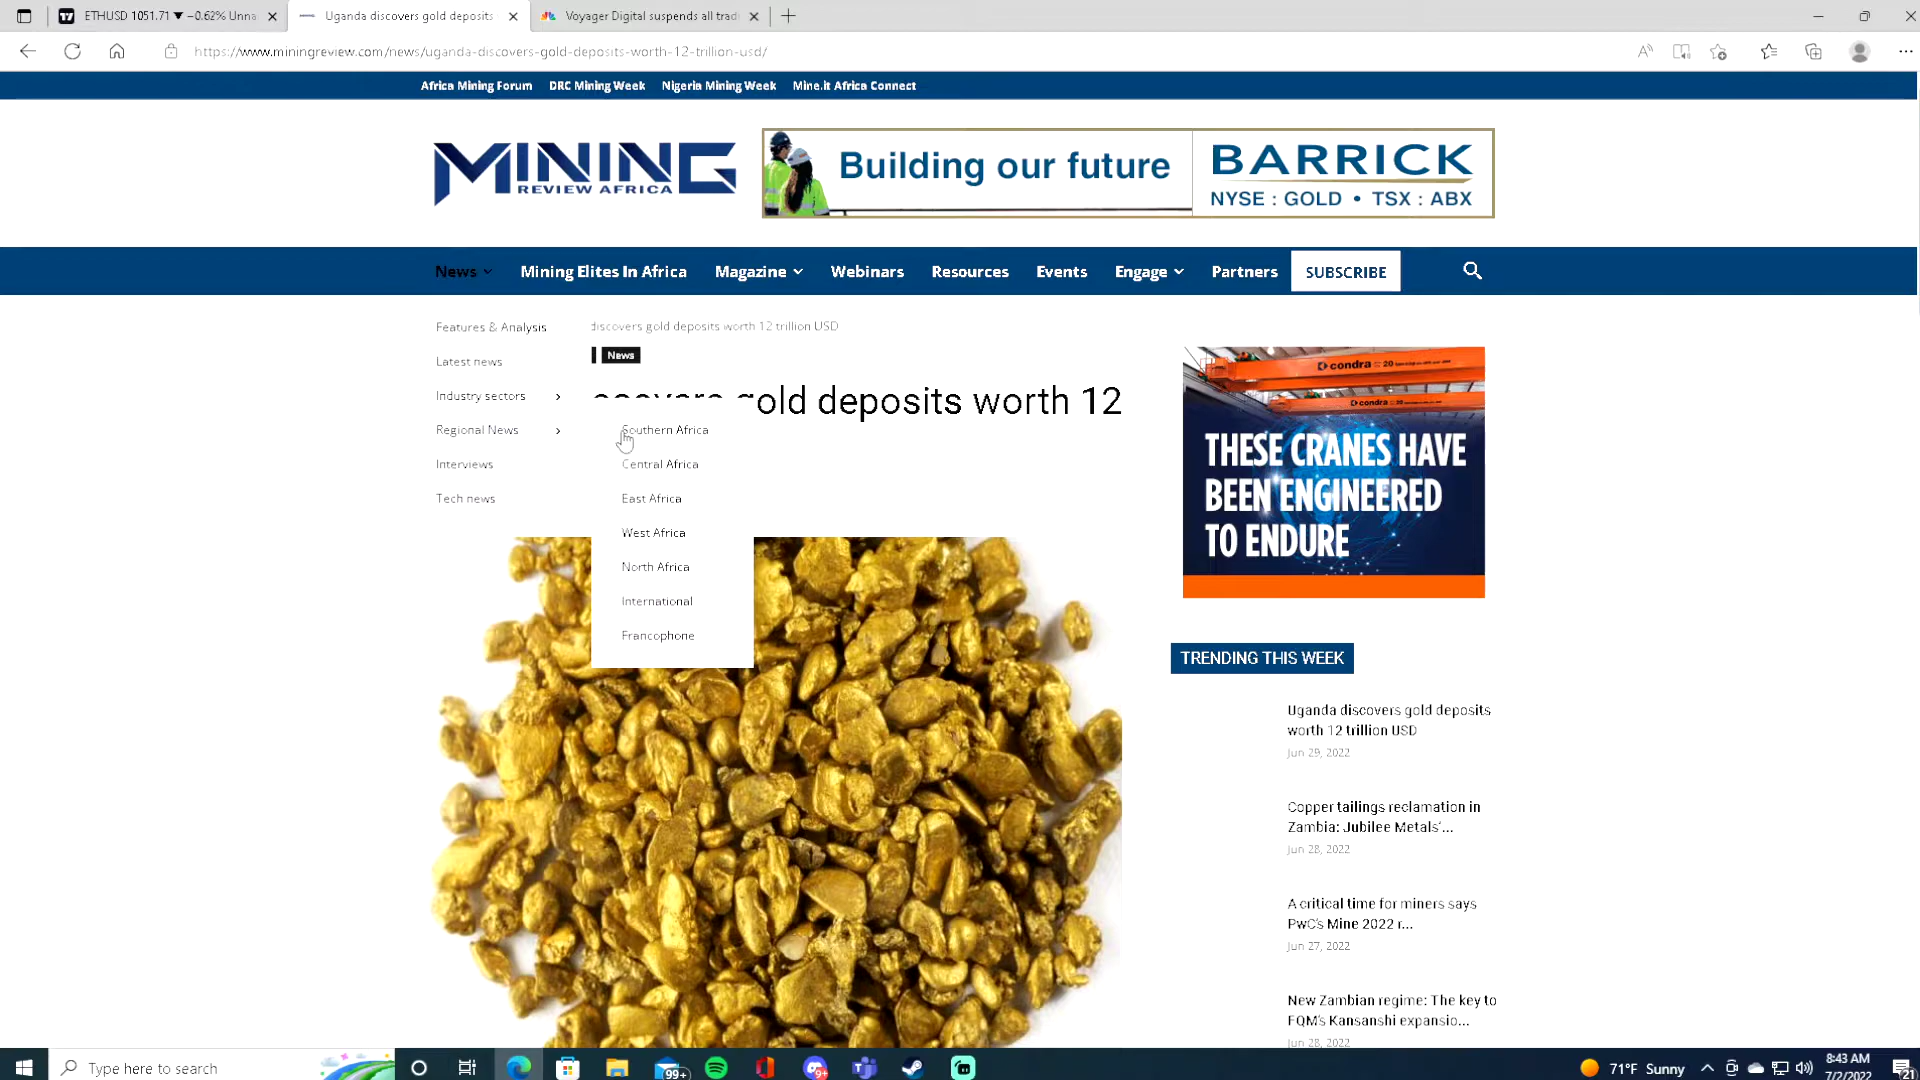 ETHUSD 1051.71 ▼ −0.62% Unna
Uganda discovers gold deposits
Voyager Digital suspends all trad
https://www.miningreview.com/news/uganda-discovers-gold-deposits-worth-12-trillion-usd/
Africa Mining Forum DRC Mining Week Nigeria Mining Week Mine.it Africa Connect
MINING
REVIEW AFRICA
Building our future
BARRICK
NYSE : GOLD • TSX : ABX
News Mining Elites In Africa Magazine Webinars Resources Events Engage Partners SUBSCRIBE
Features & Analysis
Latest news
Industry sectors
Regional News
Interviews
Tech news
discovers gold deposits worth 12 trillion USD
News
gold deposits worth 12
Southern Africa
Central Africa
East Africa
West Africa
North Africa
International
Francophone
condra 20
condra
THESE CRANES HAVE
BEEN ENGINEERED
TO ENDURE
TRENDING THIS WEEK
Uganda discovers gold deposits
worth 12 trillion USD
Jun 29, 2022
Copper tailings reclamation in
Zambia: Jubilee Metals’...
Jun 28, 2022
A critical time for miners says
PwC’s Mine 2022 r...
Jun 27, 2022
New Zambian regime: The key to
FQM’s Kansanshi expansio...
Jun 28, 2022
Type here to search
99+
9+
71°F Sunny
8:43 AM
7/2/2022
21